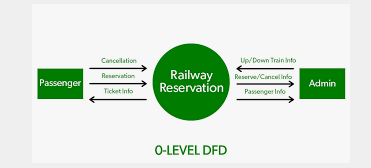 Cancellation
Reservation
Ticket Info
Passenger
Railway
Reservation
Up/Down Train Info
Reserve/Cancel Info
Passenger Info
Admin
0-LEVEL DFD